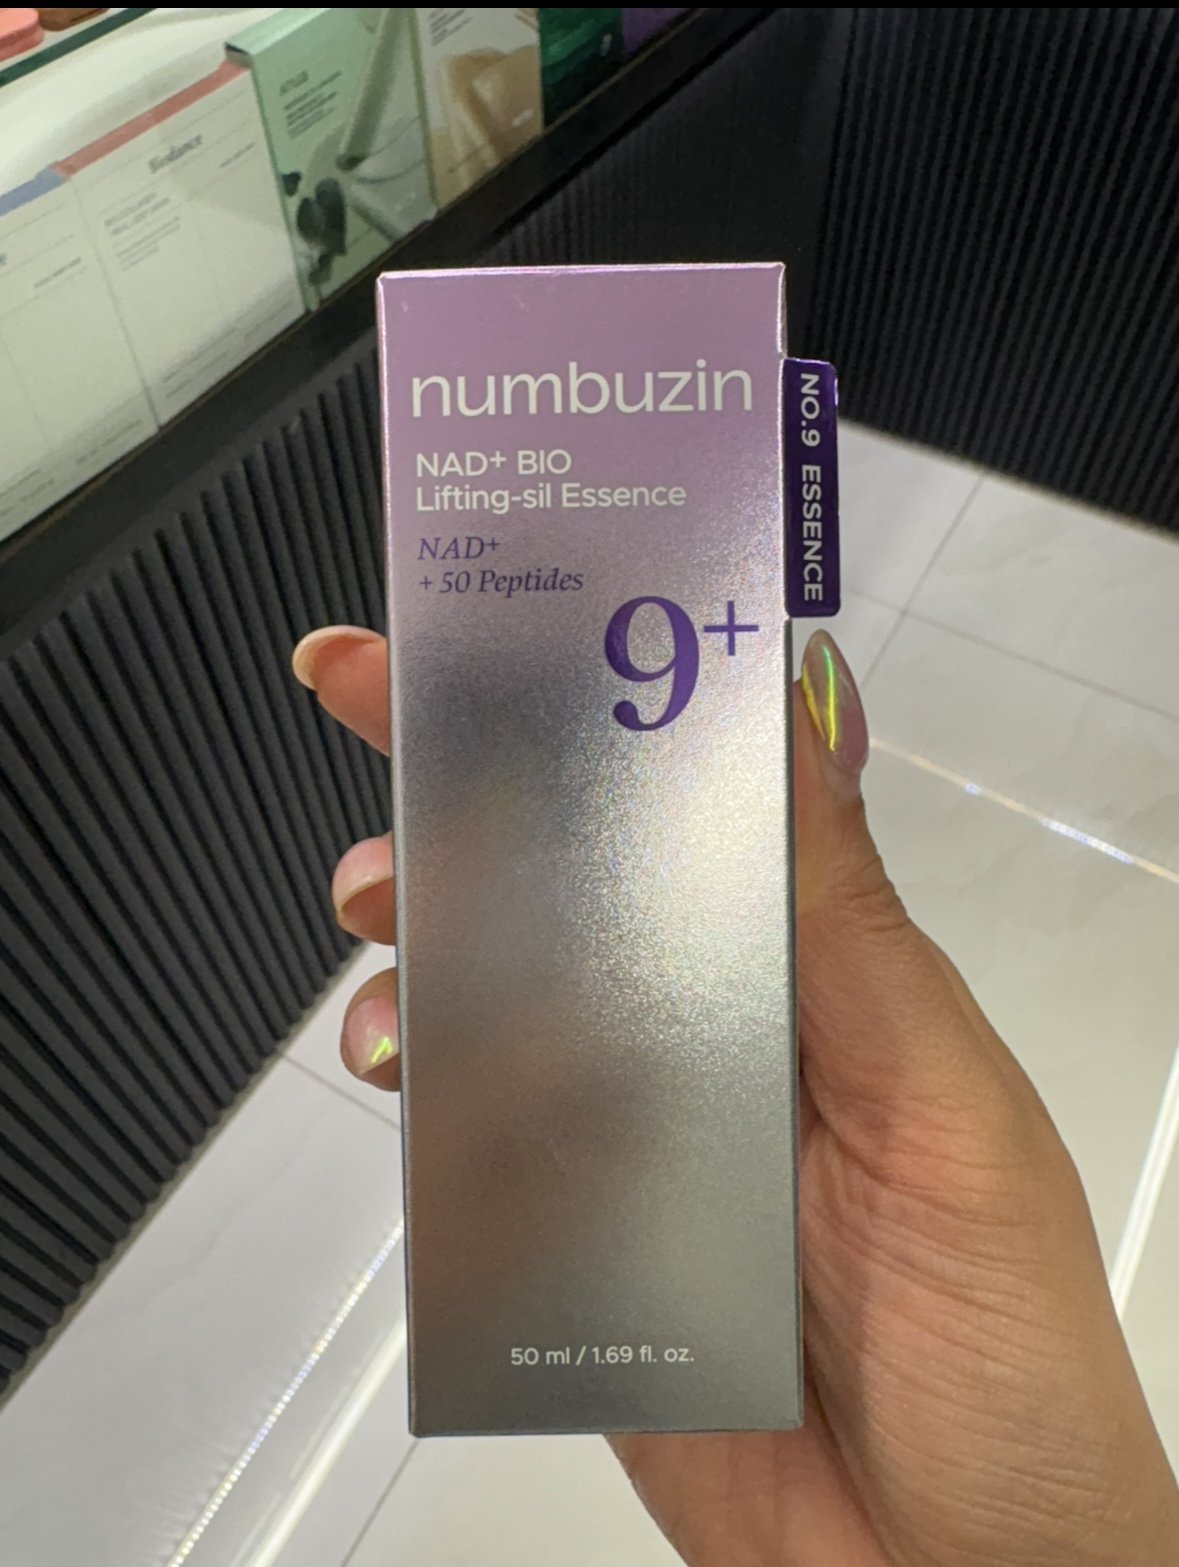 numbuzin
NAD+ BIO
Lifting-sil Essence
NAD+
+ 50 Peptides
9+
NO.9 ESSENCE
50 ml / 1.69 fl. oz.